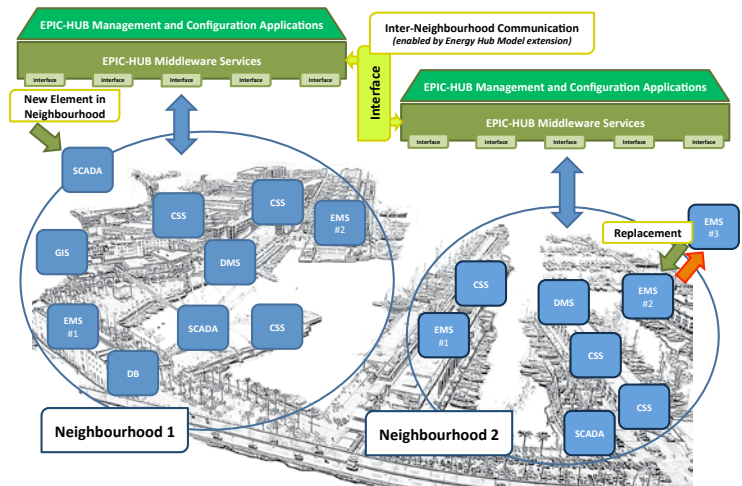 EPIC-HUB Management and Configuration Applications
EPIC-HUB Middleware Services
Interface
Interface
Interface
Interface
Interface
Inter-Neighbourhood Communication
(enabled by Energy Hub Model extension)
Interface
EPIC-HUB Management and Configuration Applications
EPIC-HUB Middleware Services
Interface
Interface
Interface
Interface
Interface
New Element in
Neighbourhood
SCADA
CSS
CSS
EMS
#2
GIS
DMS
EMS
#1
SCADA
CSS
DB
Neighbourhood 1
EMS
#3
Replacement
CSS
DMS
EMS
#2
EMS
#1
CSS
CSS
SCADA
Neighbourhood 2